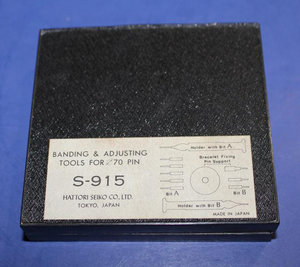 BANDING & ADJUSTING
TOOLS FOR 70 PIN
S-915
HATTORI SEIKO CO., LTD.
TOKYO, JAPAN
Holder with Bit A
Bracelet Fixing
Pin Support
Bit A
Bit B
Holder with Bit B
MADE IN JAPAN